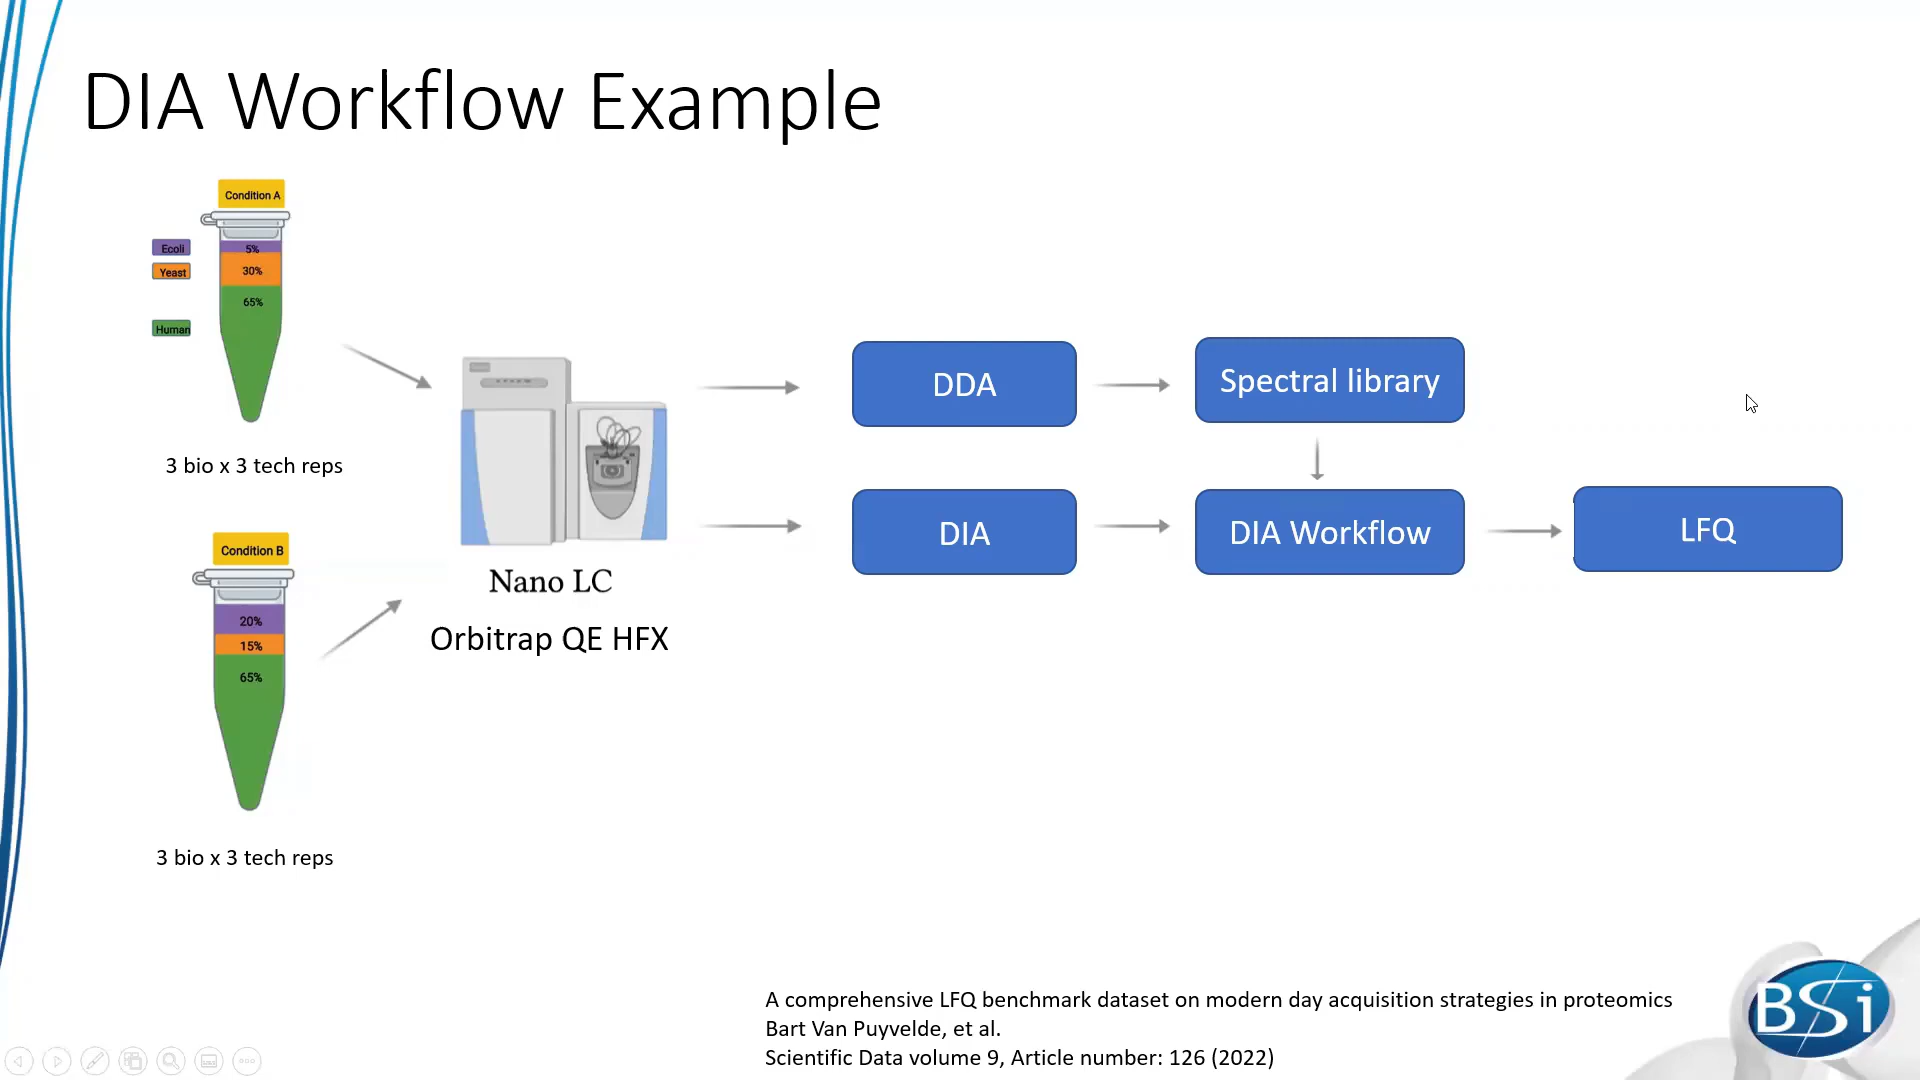 DIA Workflow Example
Condition A
Ecoli
5%
Yeast
30%
65%
Human
3 bio x 3 tech reps
Condition B
20%
15%
65%
3 bio x 3 tech reps
Nano LC
Orbitrap QE HFX
DDA
Spectral library
DIA
DIA Workflow
LFQ
A comprehensive LFQ benchmark dataset on modern day acquisition strategies in proteomics
Bart Van Puyvelde, et al.
Scientific Data volume 9, Article number: 126 (2022)
BSi